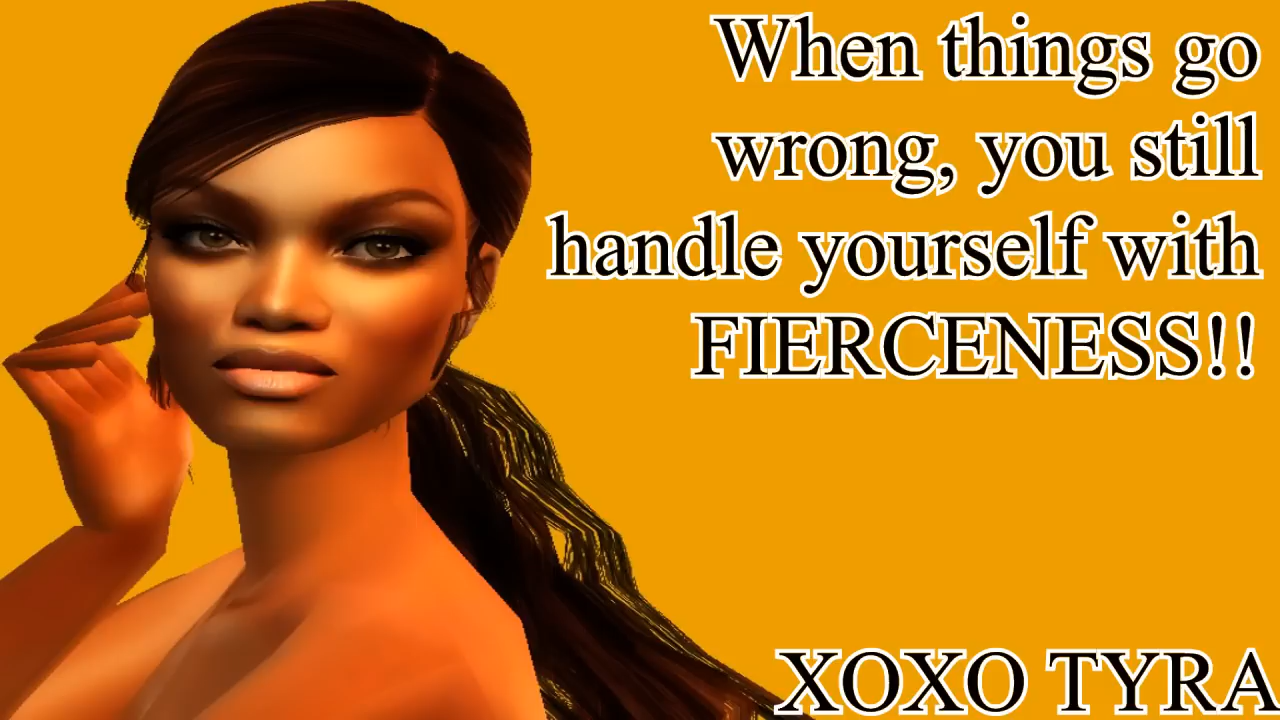 When things go
wrong, you still
handle yourself with
FIERCENESS!!
XOXO TYRA